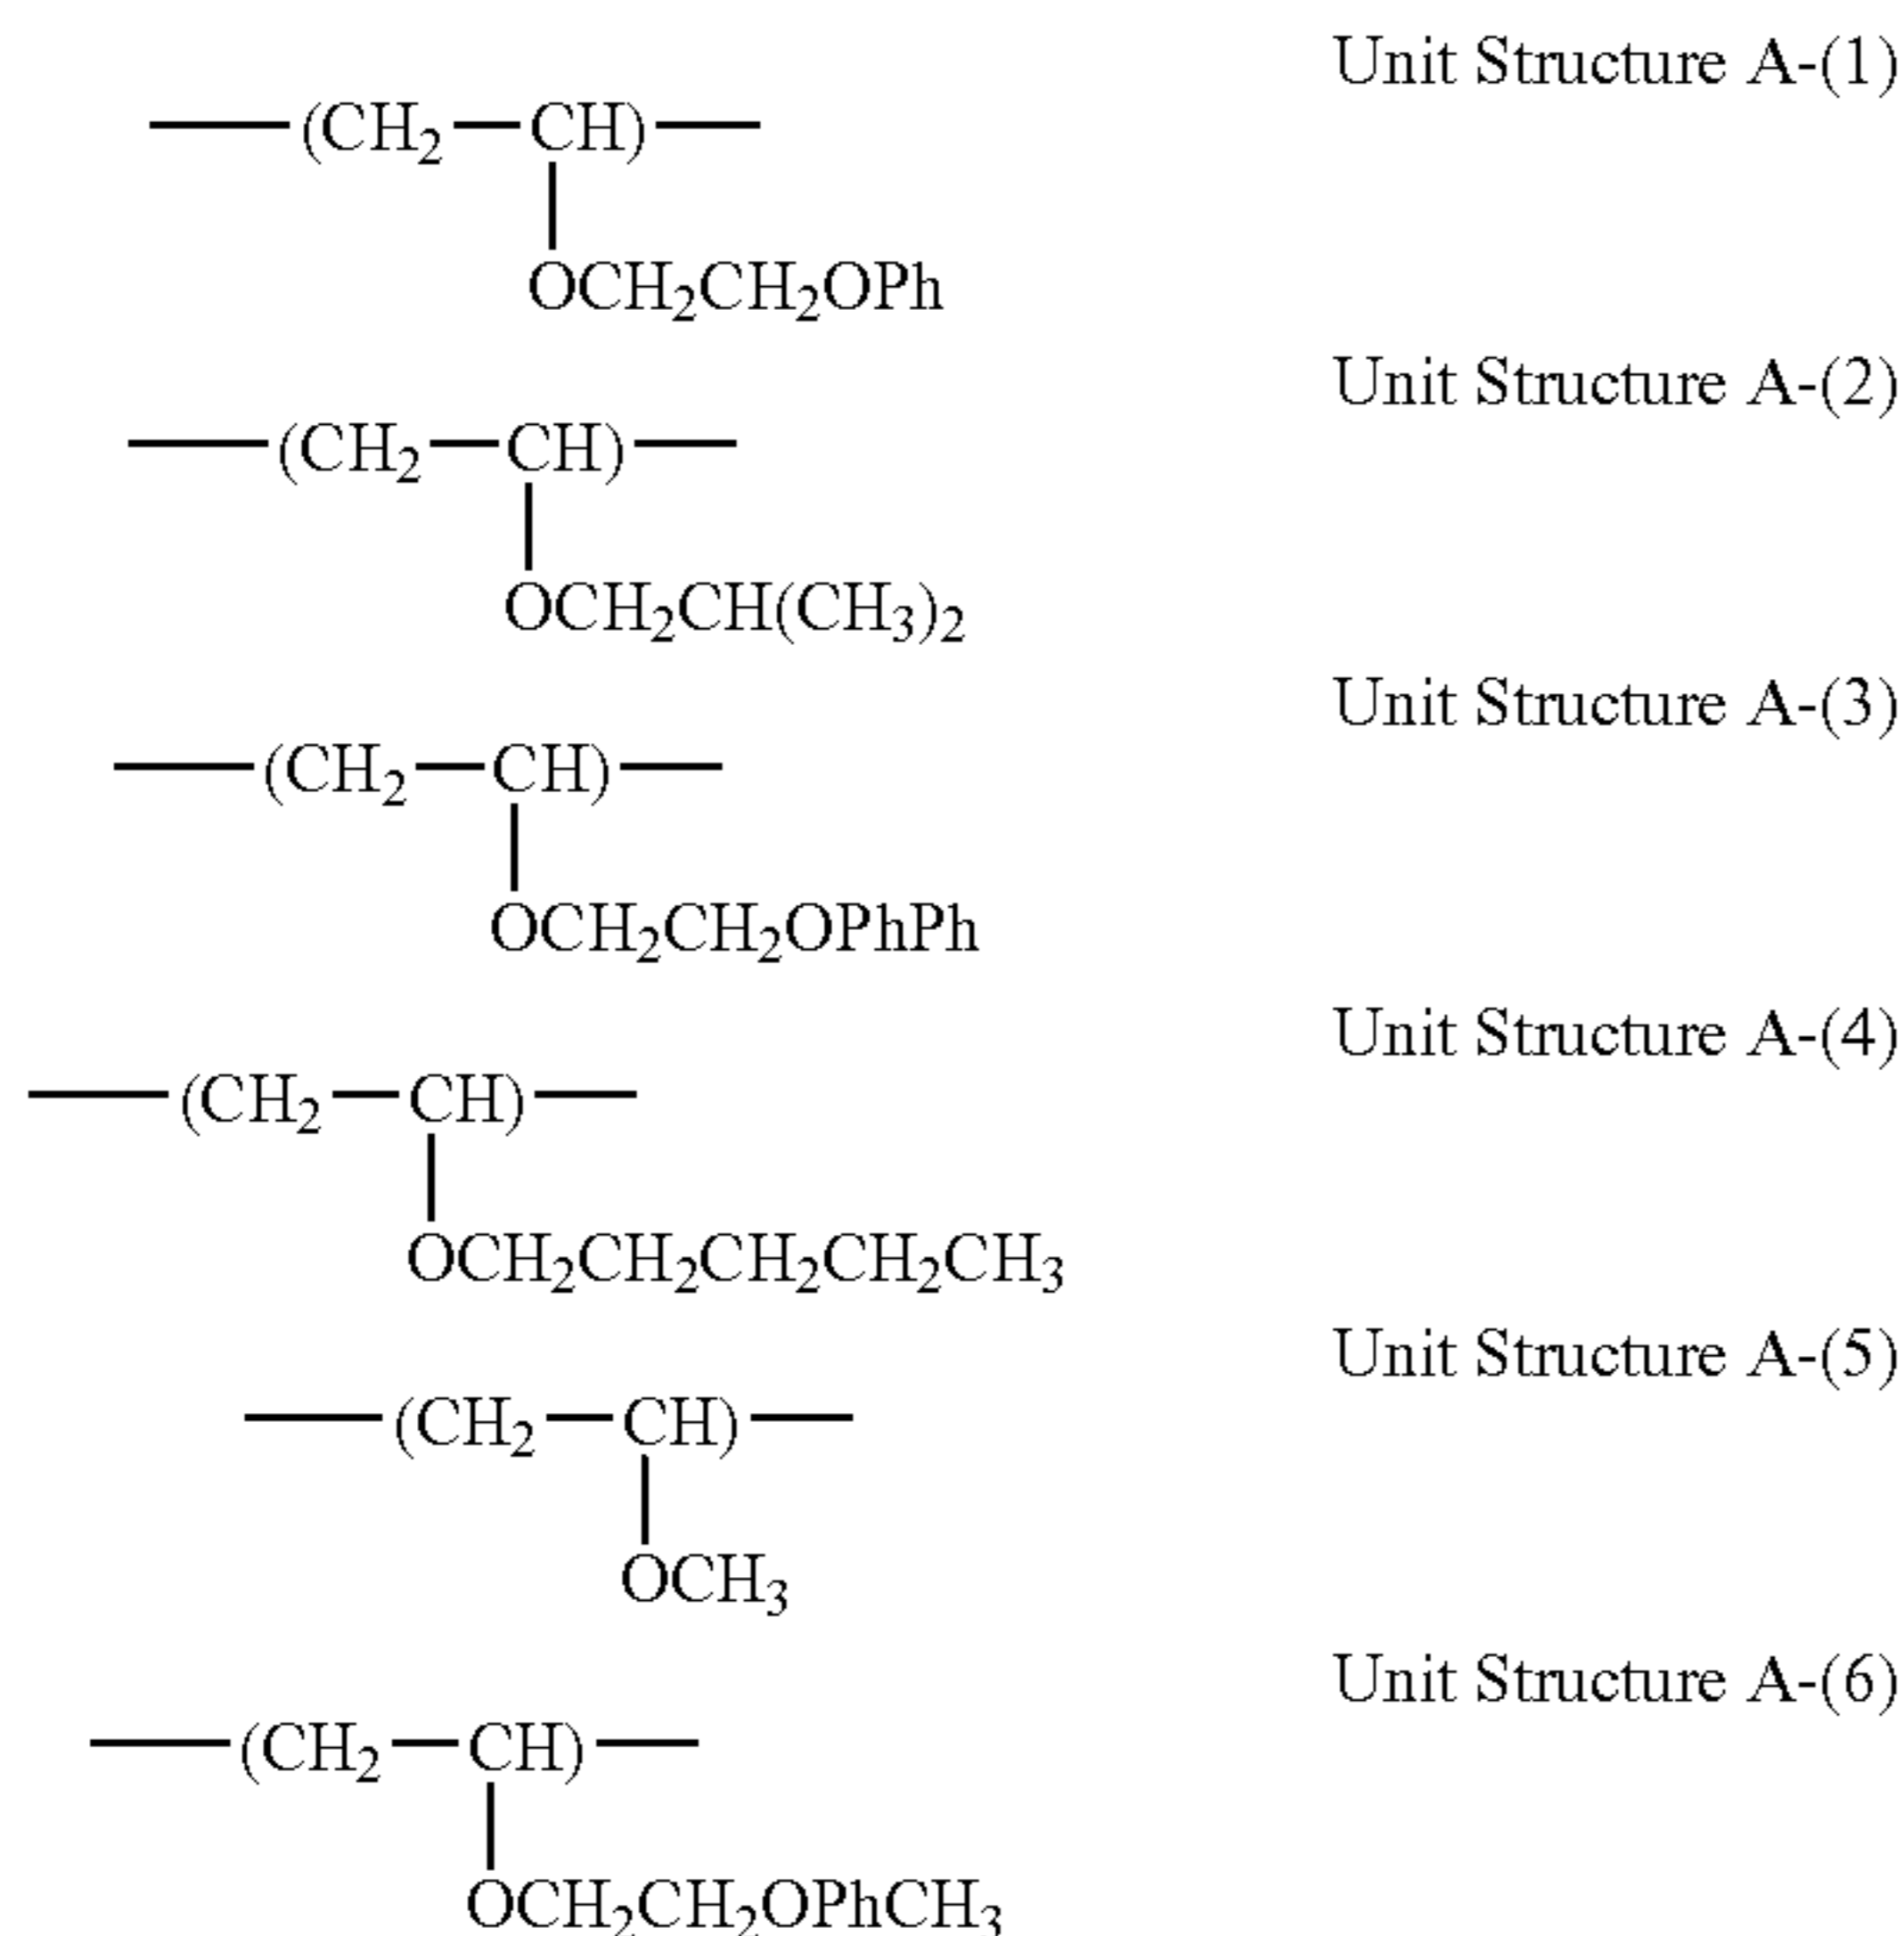 Unit Structure A-(1)
—(CH2—CH)—
OCH2CH2OPh
Unit Structure A-(2)
—(CH2—CH)—
OCH2CH(CH3)2
Unit Structure A-(3)
—(CH2—CH)—
OCH2CH2OPhPh
Unit Structure A-(4)
—(CH2—CH)—
OCH2CH2CH2CH2CH3
Unit Structure A-(5)
—(CH2—CH)—
OCH3
Unit Structure A-(6)
—(CH2—CH)—
OCH2CH2OPhCH3